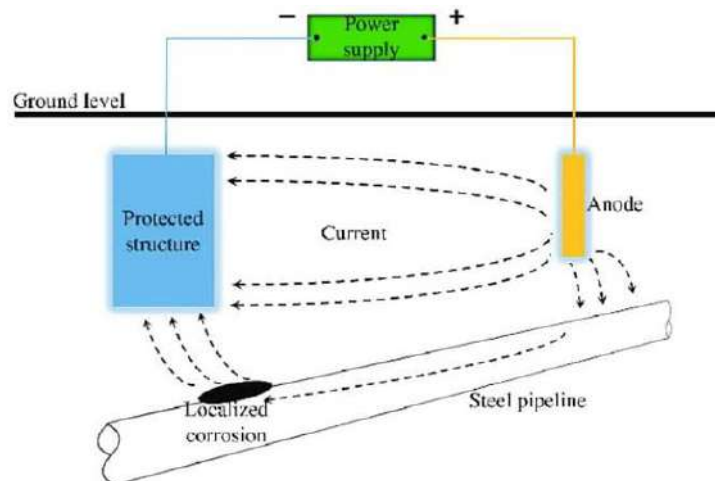 − +
Power
supply
Ground level
Protected
structure
Anode
Current
Steel pipeline
Localized
corrosion